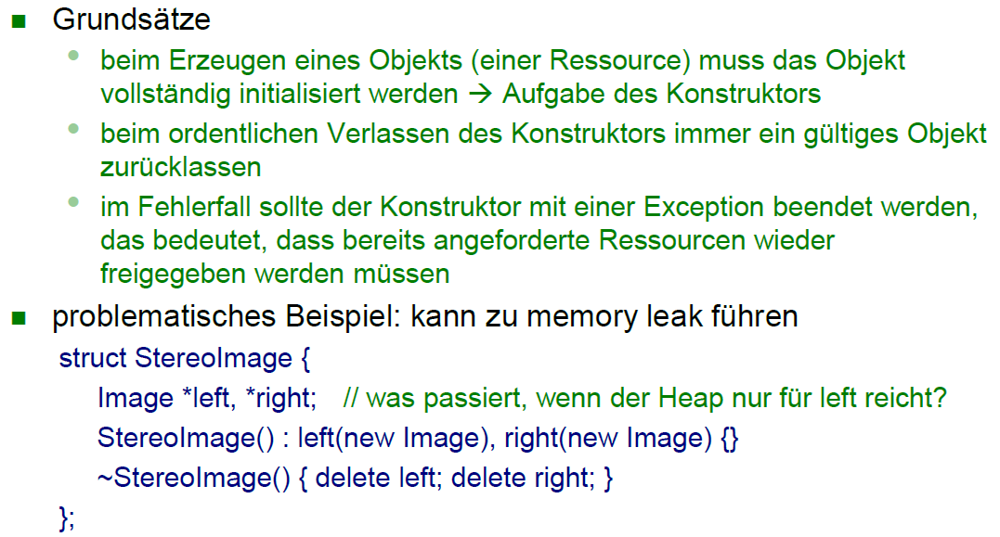 Grundsätze
beim Erzeugen eines Objekts (einer Ressource) muss das Objekt
vollständig initialisiert werden → Aufgabe des Konstruktors
beim ordentlichen Verlassen des Konstruktors immer ein gültiges Objekt
zurücklassen
im Fehlerfall sollte der Konstruktor mit einer Exception beendet werden,
das bedeutet, dass bereits angeforderte Ressourcen wieder
freigegeben werden müssen
problematisches Beispiel: kann zu memory leak führen
struct StereoImage {
Image *left, *right; // was passiert, wenn der Heap nur für left reicht?
StereoImage() : left(new Image), right(new Image) {}
~StereoImage() { delete left; delete right; }
};